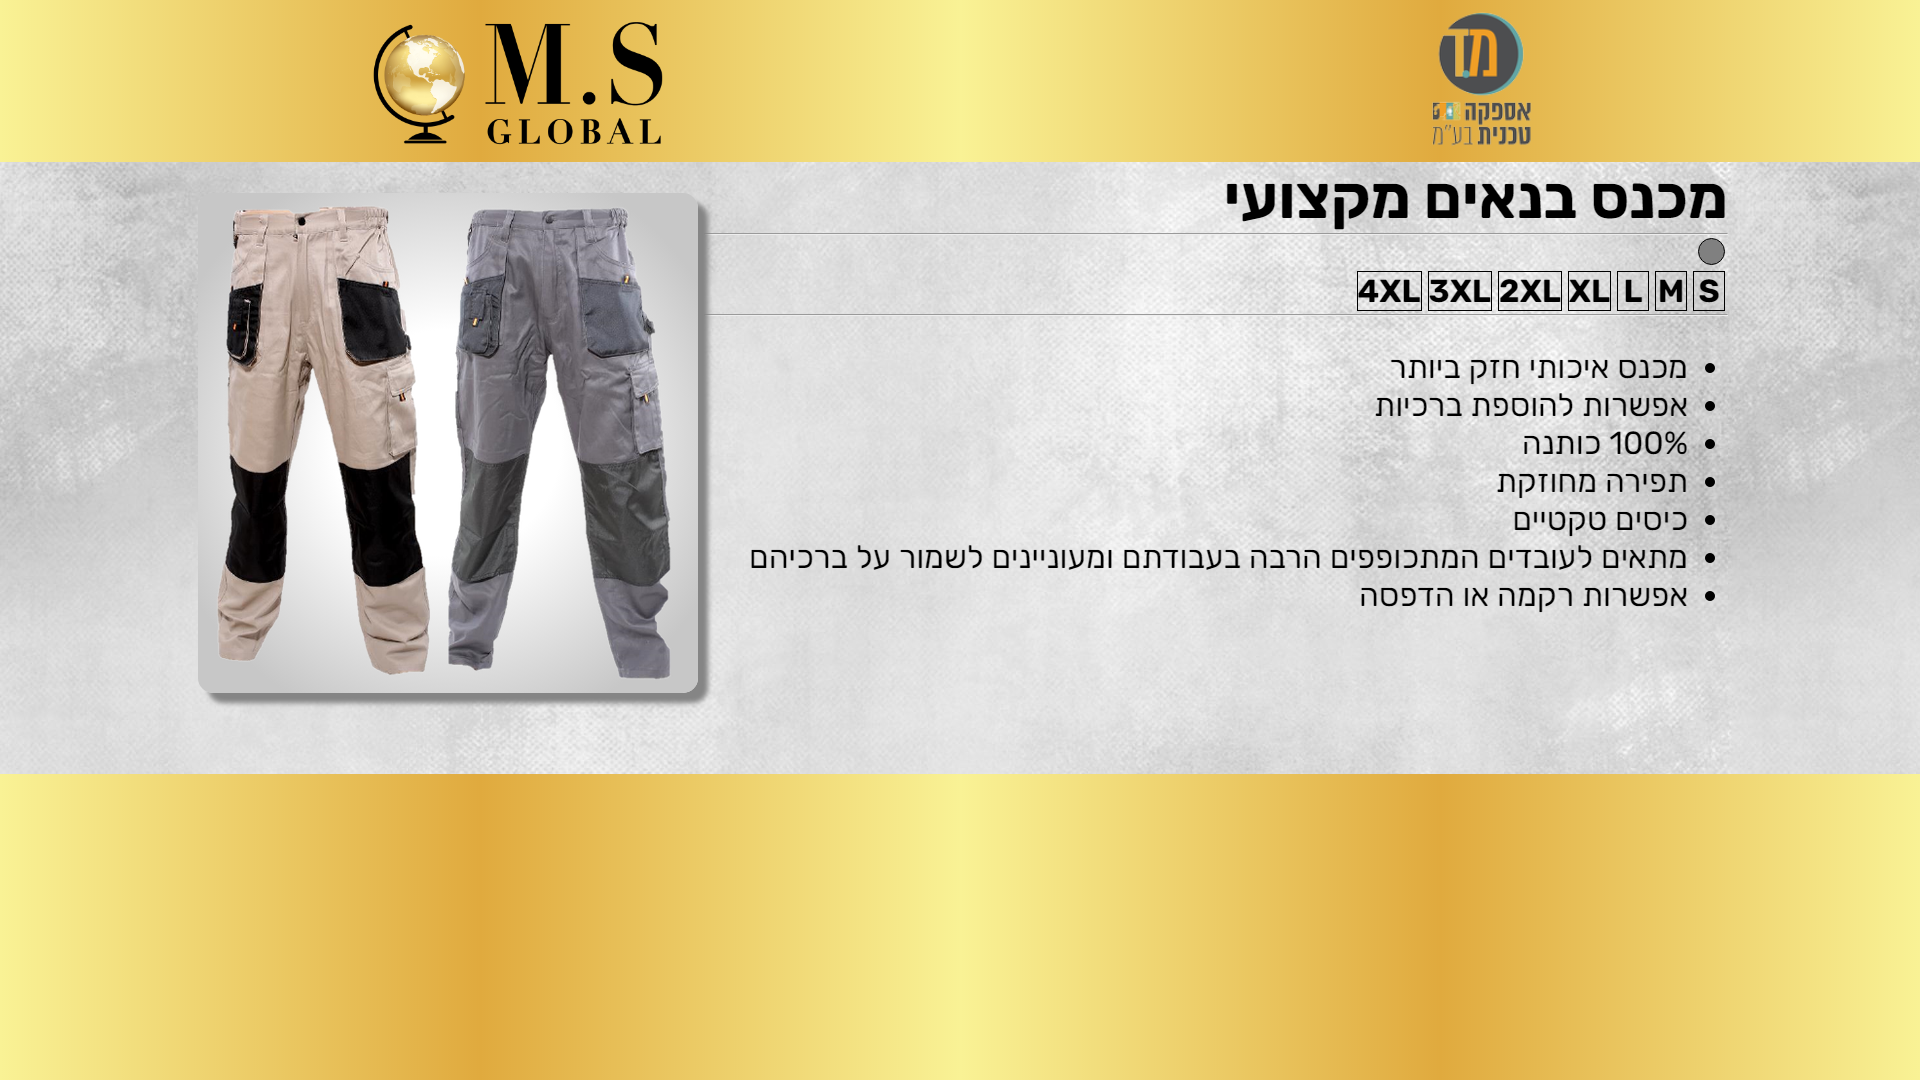 M.S
GLOBAL
מ.ד
אספקה
טכנית בע"מ
מכנס בנאים מקצועי
S M L XL 2XL 3XL 4XL
• מכנס איכותי חזק ביותר
• אפשרות להוספת ברכיות
• 100% כותנה
• תפירה מחוזקת
• כיסים טקטיים
• מתאים לעובדים המתכופפים הרבה בעבודתם ומעוניינים לשמור על ברכיהם
• אפשרות רקמה או הדפסה